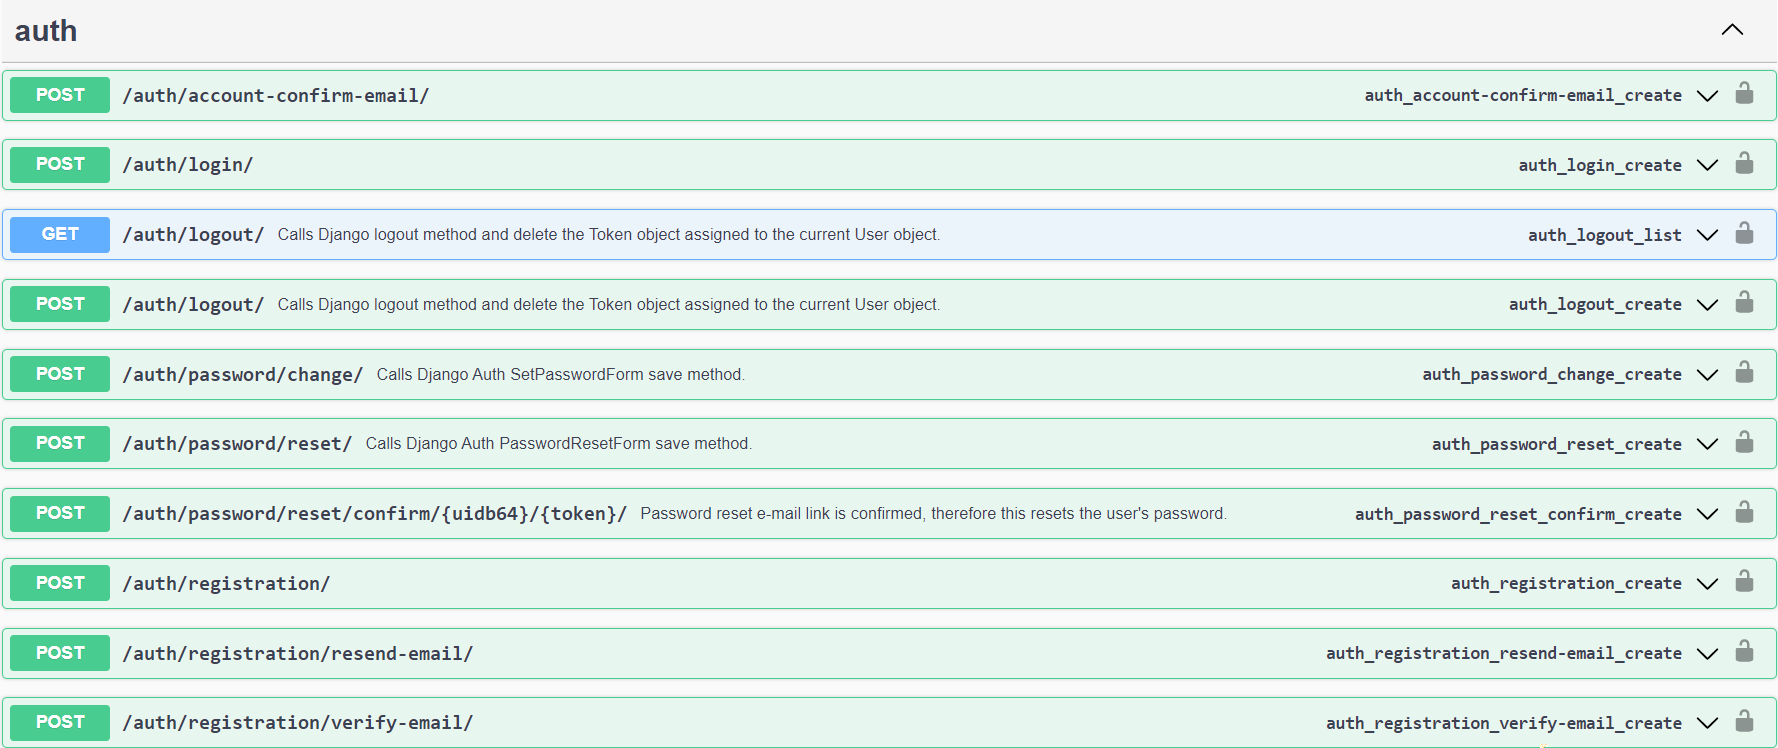 auth
POST /auth/account-confirm-email/ auth_account-confirm-email_create
POST /auth/login/ auth_login_create
GET /auth/logout/ Calls Django logout method and delete the Token object assigned to the current User object. auth_logout_list
POST /auth/logout/ Calls Django logout method and delete the Token object assigned to the current User object. auth_logout_create
POST /auth/password/change/ Calls Django Auth SetPasswordForm save method. auth_password_change_create
POST /auth/password/reset/ Calls Django Auth PasswordResetForm save method. auth_password_reset_create
POST /auth/password/reset/confirm/{uidb64}/{token}/ Password reset e-mail link is confirmed, therefore this resets the user's password. auth_password_reset_confirm_create
POST /auth/registration/ auth_registration_create
POST /auth/registration/resend-email/ auth_registration_resend-email_create
POST /auth/registration/verify-email/ auth_registration_verify-email_create